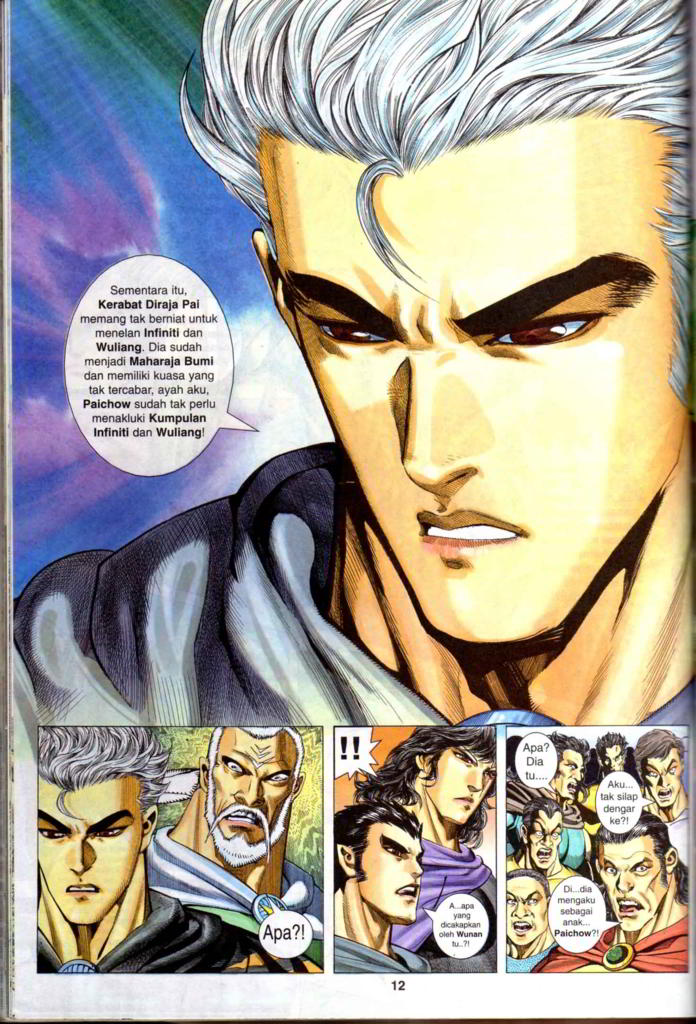 Sementara itu,
Kerabat Diraja Pai
memang tak berniat untuk
menelan Infiniti dan
Wuliang. Dia sudah
menjadi Maharaja Bumi
dan memiliki kuasa yang
tak tercabar, ayah aku,
Paichow sudah tak perlu
menakluki Kumpulan
Infiniti dan Wuliang!
Apa?!
!!
A...apa
yang
dicakapkan
oleh Wunan
tu..?!
Apa?
Dia
tu....
Aku...
tak silap
dengar
ke?!
Di...dia
mengaku
sebagai
anak...
Paichow?!
12